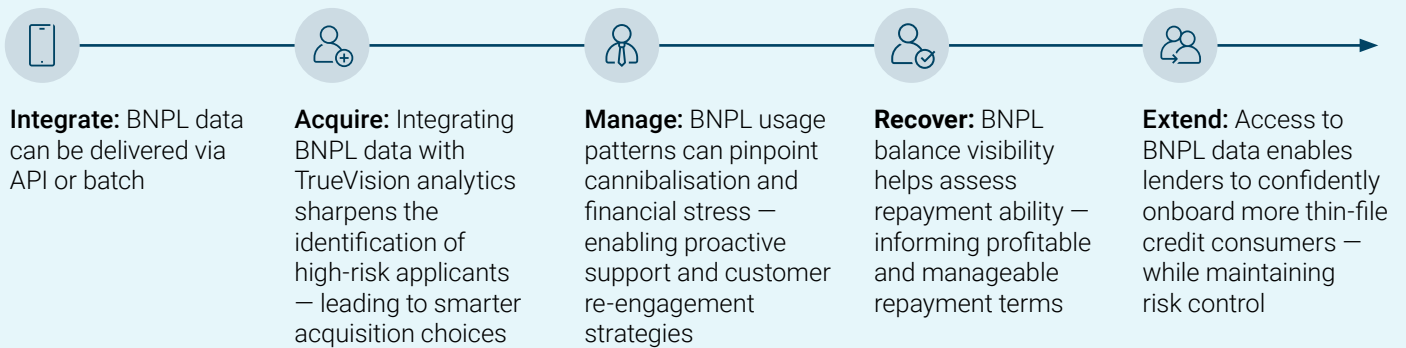 Integrate: BNPL data
can be delivered via
API or batch
Acquire: Integrating
BNPL data with
TrueVision analytics
sharpens the
identification of
high-risk applicants
— leading to smarter
acquisition choices
Manage: BNPL usage
patterns can pinpoint
cannibalisation and
financial stress —
enabling proactive
support and customer
re-engagement
strategies
Recover: BNPL
balance visibility
helps assess
repayment ability —
informing profitable
and manageable
repayment terms
Extend: Access to
BNPL data enables
lenders to confidently
onboard more thin-file
credit consumers —
while maintaining
risk control